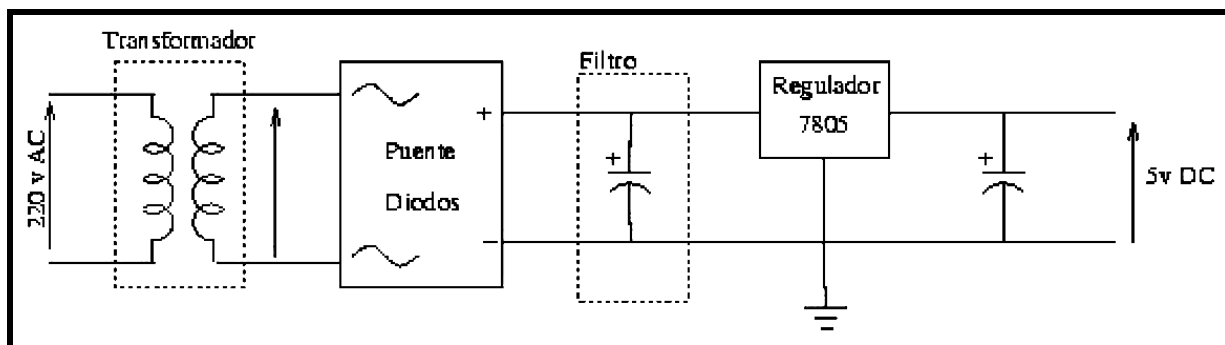 Transformador
220 v AC
Puente
Diodos
+
−
Filtro
+
Regulador
7805
+
5v DC